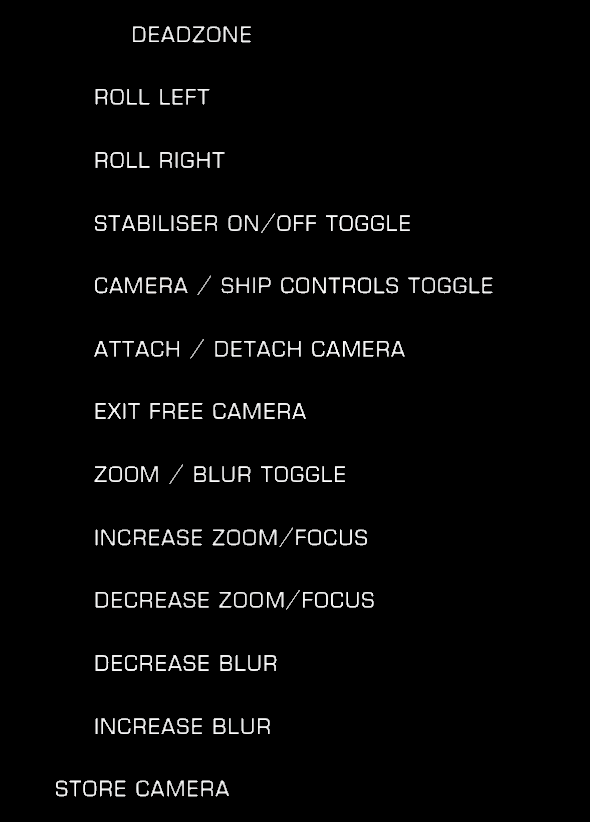 DEADZONE
ROLL LEFT
ROLL RIGHT
STABILISER ON/OFF TOGGLE
CAMERA / SHIP CONTROLS TOGGLE
ATTACH / DETACH CAMERA
EXIT FREE CAMERA
ZOOM / BLUR TOGGLE
INCREASE ZOOM/FOCUS
DECREASE ZOOM/FOCUS
DECREASE BLUR
INCREASE BLUR
STORE CAMERA